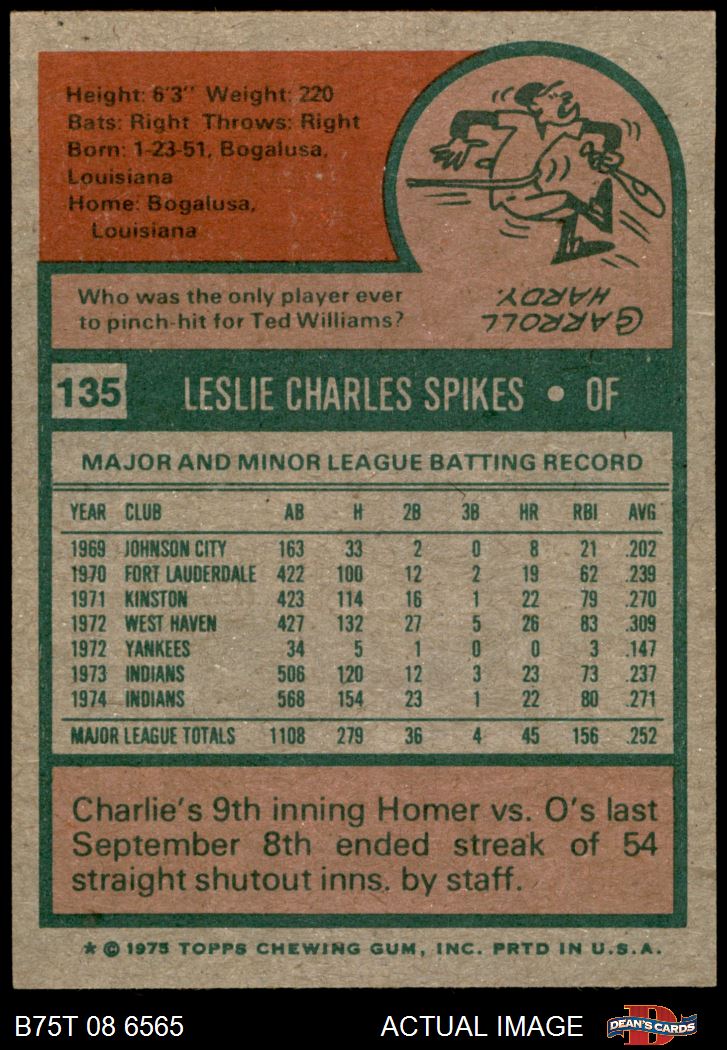 Height: 6'3" Weight: 220
Bats: Right Throws: Right
Born: 1-23-51, Bogalusa,
Louisiana
Home: Bogalusa,
Louisiana
Who was the only player ever
to pinch-hit for Ted Williams?
GARROLL
HARDY.
135 LESLIE CHARLES SPIKES • OF
MAJOR AND MINOR LEAGUE BATTING RECORD
YEAR CLUB AB H 2B 3B HR RBI AVG
1969 JOHNSON CITY 163 33 2 0 8 21 .202
1970 FORT LAUDERDALE 422 100 12 2 19 62 .239
1971 KINSTON 423 114 16 1 22 79 .270
1972 WEST HAVEN 427 132 27 5 26 83 .309
1972 YANKEES 34 5 1 0 0 3 .147
1973 INDIANS 506 120 12 3 23 73 .237
1974 INDIANS 568 154 23 1 22 80 .271
MAJOR LEAGUE TOTALS 1108 279 36 4 45 156 .252
Charlie's 9th inning Homer vs. O's last
September 8th ended streak of 54
straight shutout inns. by staff.
* © 1975 TOPPS CHEWING GUM, INC. PRTD IN U.S.A.
B75T 08 6565 ACTUAL IMAGE
D
DEAN'S CARDS